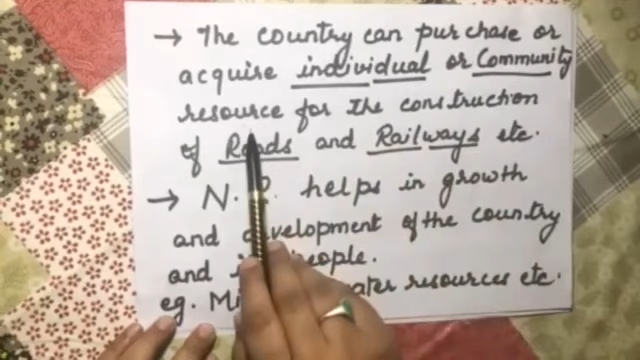 → The country can purchase or
acquire individual or Community
resource for the construction
of Roads and Railways etc.
→ N.R. helps in growth
and development of the country
and people.
eg. water resources etc.